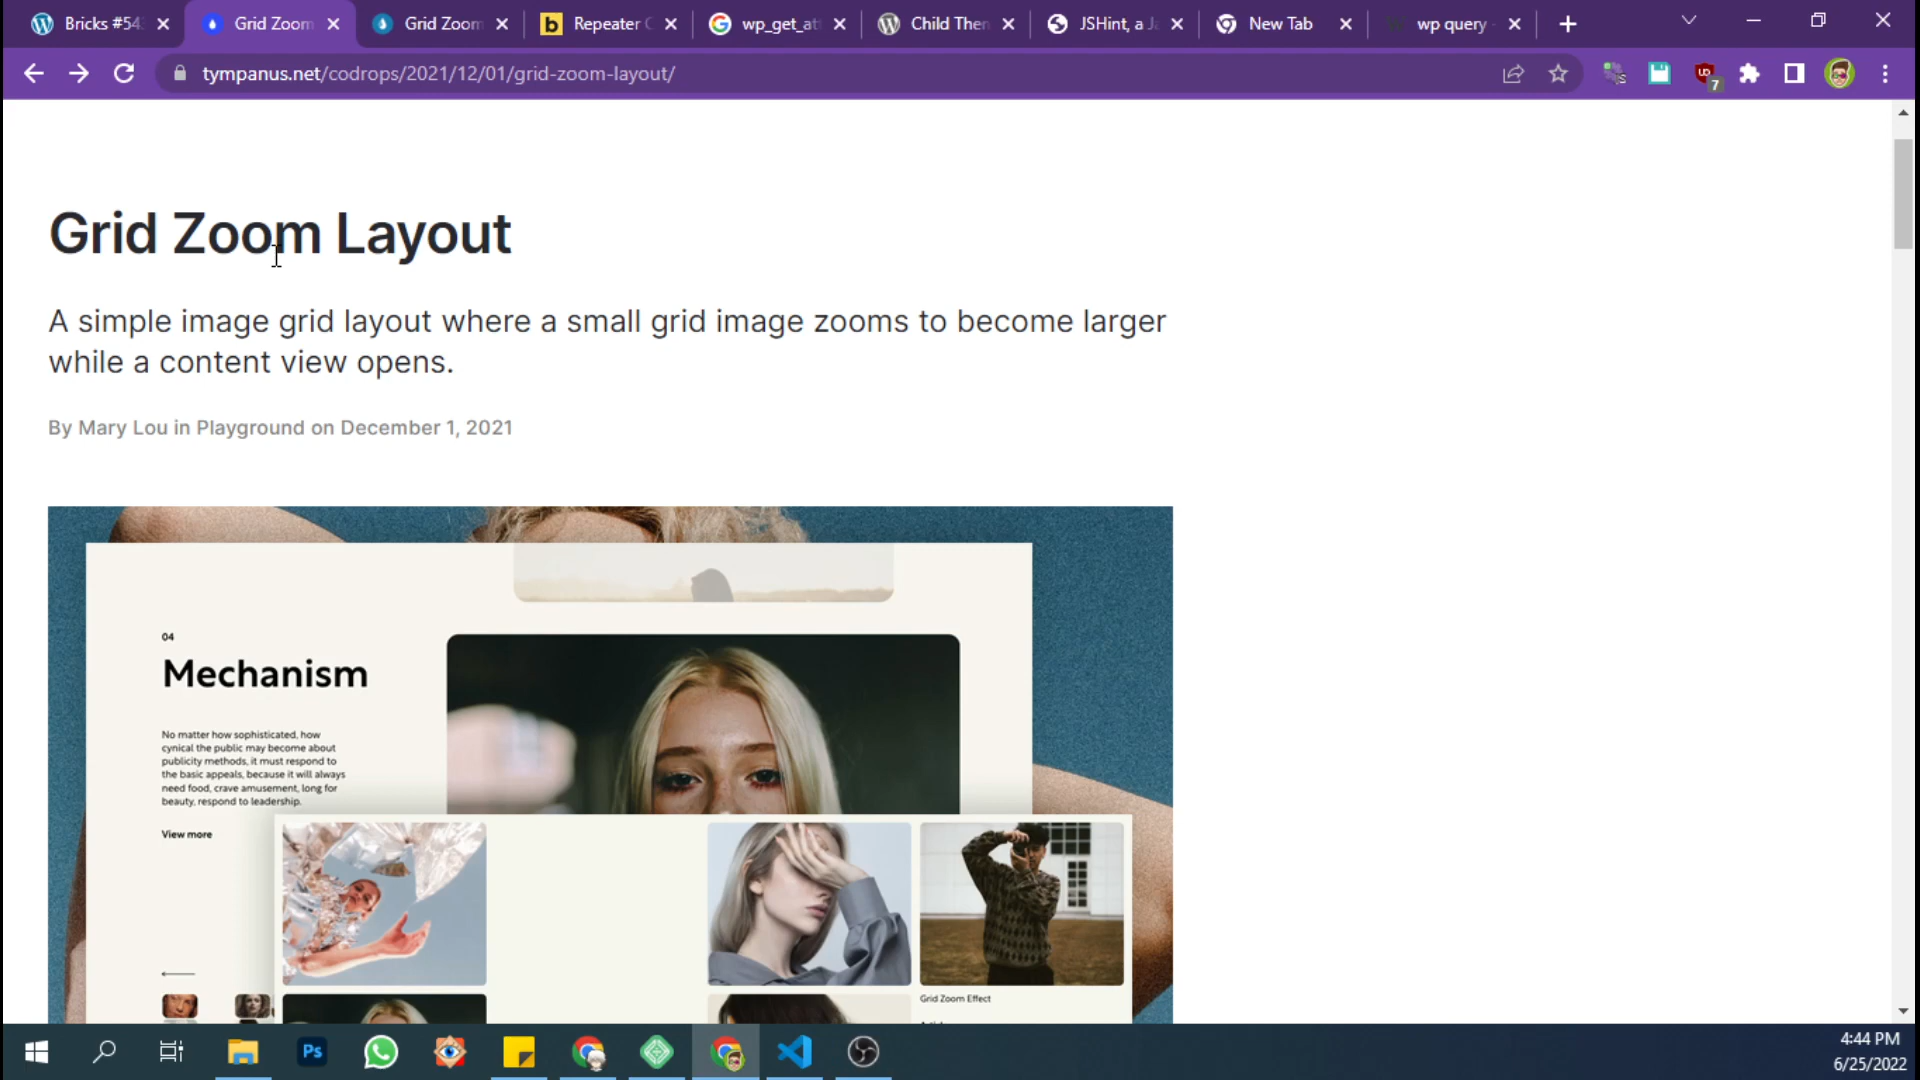 Bricks #54
Grid Zoom
Grid Zoom
Repeater
wp_get_at
Child Then
JSHint, a Ja
New Tab
wp query
tympanus.net/codrops/2021/12/01/grid-zoom-layout/
7
Grid Zoom Layout
A simple image grid layout where a small grid image zooms to become larger
while a content view opens.
By Mary Lou in Playground on December 1, 2021
04
Mechanism
No matter how sophisticated, how
cynical the public may become about
publicity methods, it must respond to
the basic appeals, because it will always
need food, crave amusement, long for
beauty, respond to leadership.
View more
Grid Zoom Effect
Ps
4:44 PM
6/25/2022